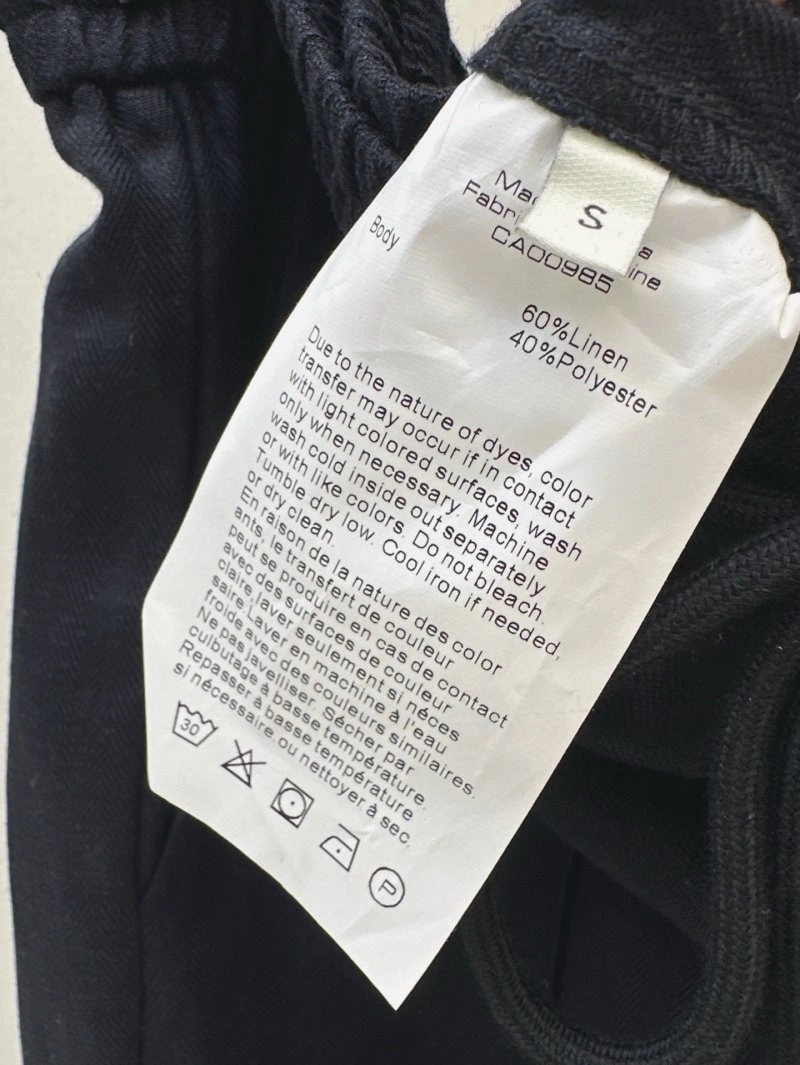 S
Ma
Fabri
a
ine
CA00985
Body
60%Linen
40%Polyester
Due to the nature of dyes, color
transfer may occur if in contact
with light colored surfaces, wash
only when necessary. Machine
wash cold inside out separately
or with like colors. Do not bleach.
Tumble dry low. Cool iron if needed,
or dry clean.
En raison de la nature des color
ants, le transfert de couleur
peut se produire en cas de contact
avec des surfaces de couleur
claire,laver seulement si néces
saire. Laver en machine à l'eau
froide avec des couleurs similaires.
Ne pas javelliser. Sécher par
culbutage à basse température
Repasser à basse température
si nécessaire,ou nettoyer à sec.
30
P